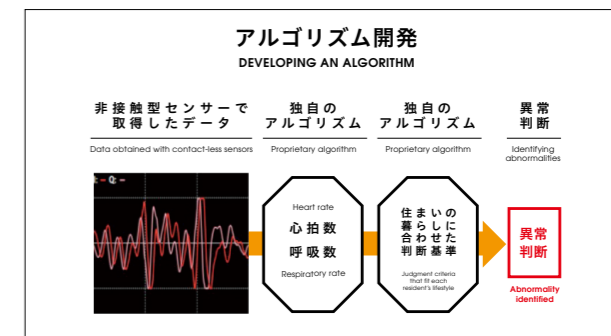 アルゴリズム開発
DEVELOPING AN ALGORITHM
非接触型センサーで
取得したデータ
Data obtained with contact-less sensors
独自の
アルゴリズム
Proprietary algorithm
独自の
アルゴリズム
Proprietary algorithm
異常
判断
Identifying
abnormalities
Heart rate
心拍数
呼吸数
Respiratory rate
住まいの
暮らしに
合わせた
判断基準
Judgment criteria
that fit each
resident's lifestyle
異常
判断
Abnormality
identified